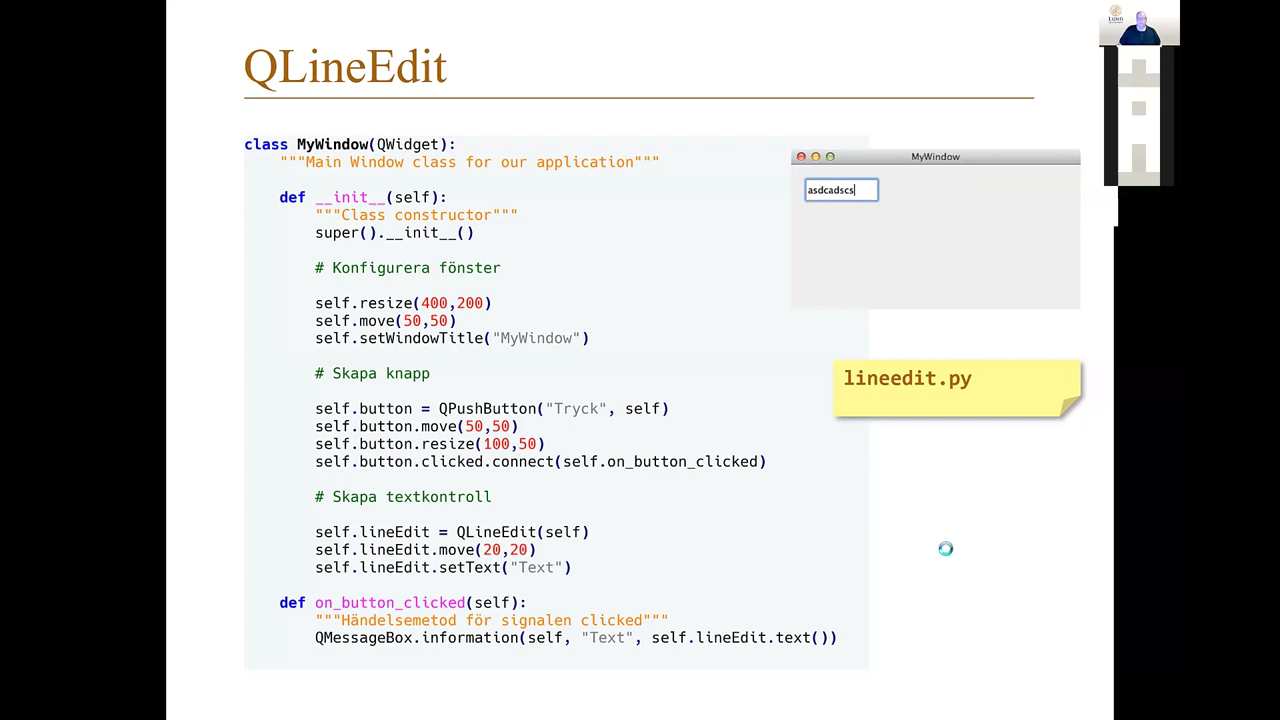 QLineEdit
class MyWindow(QWidget):
"""Main Window class for our application"""
def __init__(self):
"""Class constructor"""
super().__init__()
# Konfigurera fönster
self.resize(400,200)
self.move(50,50)
self.setWindowTitle("MyWindow")
# Skapa knapp
self.button = QPushButton("Tryck", self)
self.button.move(50,50)
self.button.resize(100,50)
self.button.clicked.connect(self.on_button_clicked)
# Skapa textkontroll
self.lineEdit = QLineEdit(self)
self.lineEdit.move(20,20)
self.lineEdit.setText("Text")
def on_button_clicked(self):
"""Händelsemetod för signalen clicked"""
QMessageBox.information(self, "Text", self.lineEdit.text())
MyWindow
asdcadscs
lineedit.py
LUND